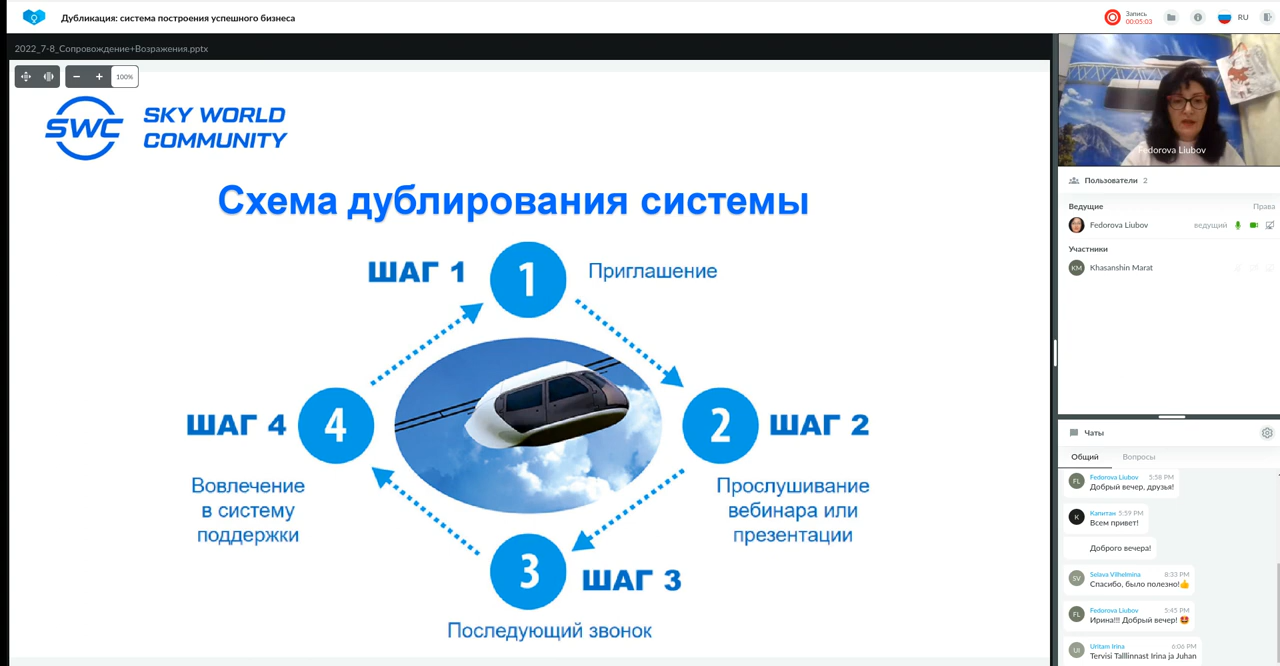 Дубликация: система построения успешного бизнеса
Запись
00:05:03
RU
2022_7-8_Сопровождение+Возражения.pptx
100%
SWC
SKY WORLD
COMMUNITY
Схема дублирования системы
ШАГ 1
1
Приглашение
ШАГ 4
4
2
ШАГ 2
Вовлечение
в систему
поддержки
Прослушивание
вебинара или
презентации
3
ШАГ 3
Последующий звонок
Fedorova Liubov
Пользователи 2
Ведущие
Права
Fedorova Liubov
ведущий
Участники
KM
Khasanshin Marat
Чаты
Общий
Вопросы
FL
Fedorova Liubov 5:58 PM
Добрый вечер, друзья!
К
Капитан 5:59 PM
Всем привет!
Доброго вечера!
SV
Selava Vilhelmina 8:33 PM
Спасибо, было полезно!👍
FL
Fedorova Liubov 5:45 PM
Ирина!!! Добрый вечер! 🤩
UI
Uritam Irina 6:06 PM
Tervisi Talllinnast Irina ja Juhan